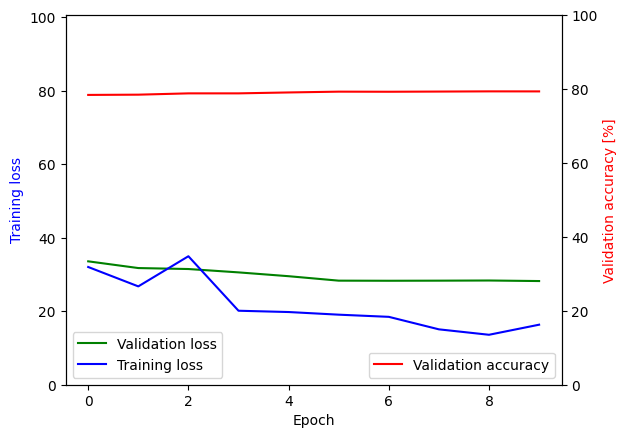 100
80
60
40
20
0
Training loss
100
80
60
40
20
0
Validation accuracy [%]
Validation loss
Training loss
Validation accuracy
0 2 4 6 8
Epoch